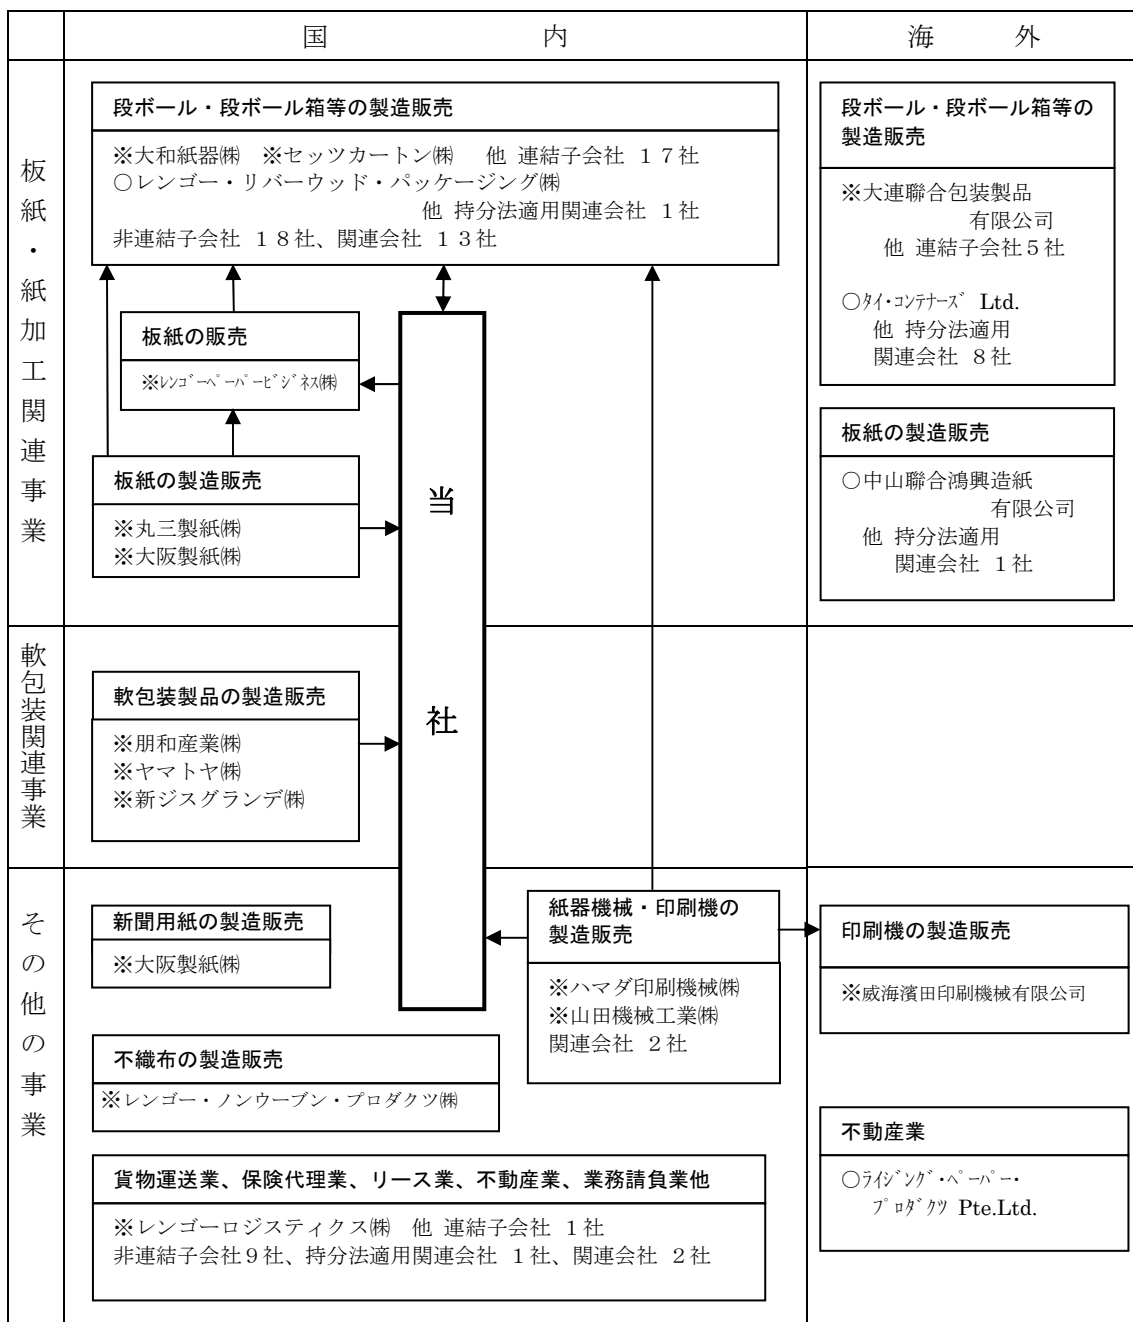 国 内
海 外
板紙・紙加工関連事業
段ボール・段ボール箱等の製造販売
※大和紙器㈱ ※セッツカートン㈱ 他 連結子会社 １７社
○レンゴー・リバーウッド・パッケージング㈱
他 持分法適用関連会社 １社
非連結子会社 １８社、関連会社 １３社
板紙の販売
※ﾚﾝｺﾞｰﾍﾟｰﾊﾟｰﾋﾞｼﾞﾈｽ㈱
板紙の製造販売
※丸三製紙㈱
※大阪製紙㈱
当
社
段ボール・段ボール箱等の
製造販売
※大連聯合包装製品
有限公司
他 連結子会社５社
○ﾀｲ・ｺﾝﾃﾅｰｽﾞ Ltd.
他 持分法適用
関連会社 ８社
板紙の製造販売
○中山聯合鴻興造紙
有限公司
他 持分法適用
関連会社 １社
軟包装関連事業
軟包装製品の製造販売
※朋和産業㈱
※ヤマトヤ㈱
※新ジスグランデ㈱
その他の事業
新聞用紙の製造販売
※大阪製紙㈱
紙器機械・印刷機の
製造販売
※ハマダ印刷機械㈱
※山田機械工業㈱
関連会社 ２社
印刷機の製造販売
※威海濱田印刷機械有限公司
不織布の製造販売
※レンゴー・ノンウーブン・プロダクツ㈱
不動産業
○ﾗｲｼﾞﾝｸﾞ・ﾍﾟｰﾊﾟｰ・
ﾌﾟﾛﾀﾞｸﾂ Pte.Ltd.
貨物運送業、保険代理業、リース業、不動産業、業務請負業他
※レンゴーロジスティクス㈱ 他 連結子会社 １社
非連結子会社９社、持分法適用関連会社 １社、関連会社 ２社